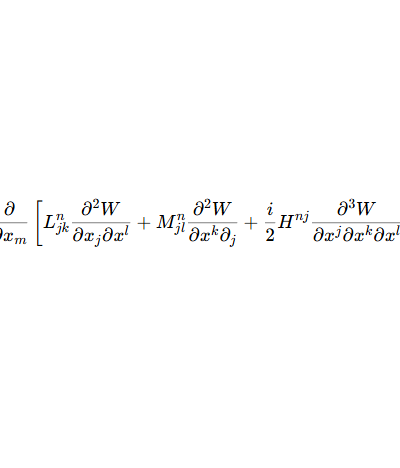 ∂/∂x_m [ L^n_{jk} ∂²W/∂x_j∂x^l + M^n_{jl} ∂²W/∂x^k∂_j + i/2 H^{nj} ∂³W/∂x^j∂x^k∂x^l